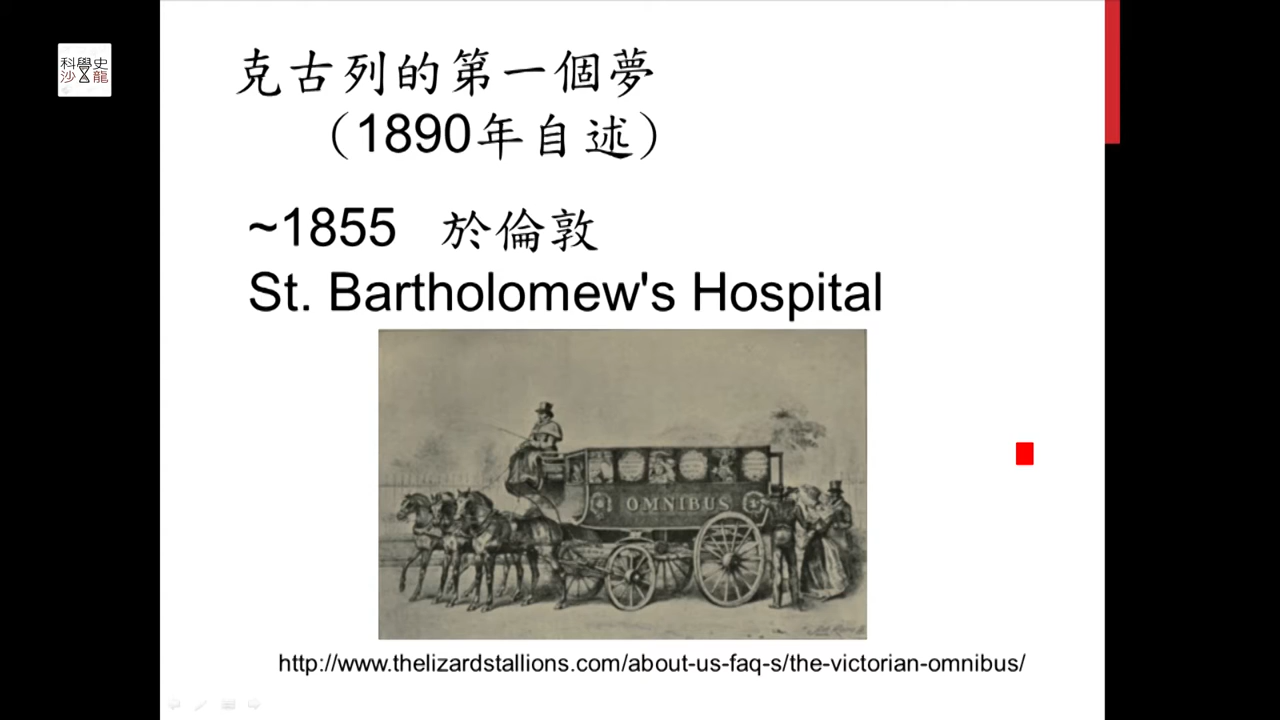 科學史
沙龍
克古列的第一個夢
（1890年自述）
~1855 於倫敦
St. Bartholomew's Hospital
OMNIBUS
http://www.thelizardstallions.com/about-us-faq-s/the-victorian-omnibus/